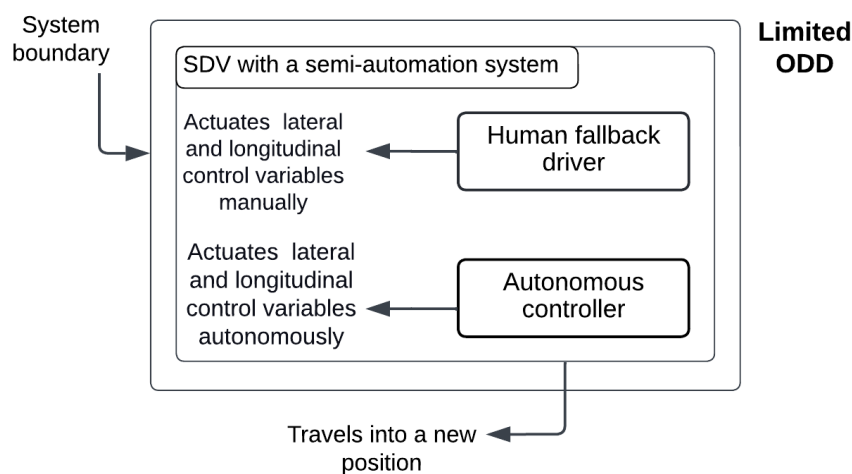 System
boundary
Limited
ODD
SDV with a semi-automation system
Actuates lateral
and longitudinal
control variables
manually
Human fallback
driver
Actuates lateral
and longitudinal
control variables
autonomously
Autonomous
controller
Travels into a new
position